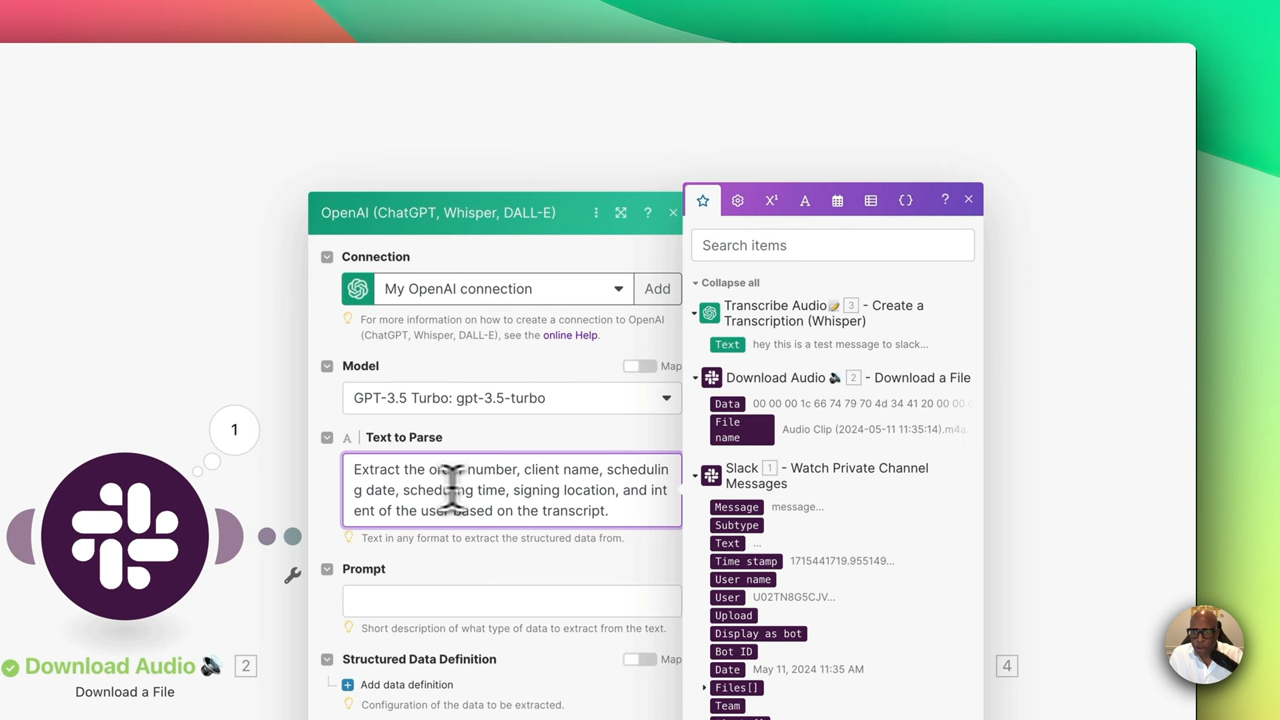 1
Download Audio 🔊 2
Download a File
OpenAI (ChatGPT, Whisper, DALL-E)
?
Connection
My OpenAI connection
Add
For more information on how to create a connection to OpenAI
(ChatGPT, Whisper, DALL-E), see the online Help.
Model
Map
GPT-3.5 Turbo: gpt-3.5-turbo
A Text to Parse
Extract the number, client name, schedulin
g date, scheduling time, signing location, and int
ent of the user based on the transcript.
Text in any format to extract the structured data from.
Prompt
Short description of what type of data to extract from the text.
Structured Data Definition
Map
Add data definition
Configuration of the data to be extracted.
X¹ A {} ?
Search items
Collapse all
Transcribe Audio📝 3 - Create a
Transcription (Whisper)
Text hey this is a test message to slack...
Download Audio 🔊 2 - Download a File
Data 00 00 00 1c 66 74 79 70 4d 34 41 20 00 00
File name Audio Clip (2024-05-11 11:35:14).m4a
Slack 1 - Watch Private Channel
Messages
Message message...
Subtype
Text ...
Time stamp 1715441719.955149...
User name
User U02TN8G5CJV...
Upload
Display as bot
Bot ID
Date May 11, 2024 11:35 AM
Files[]
Team
4